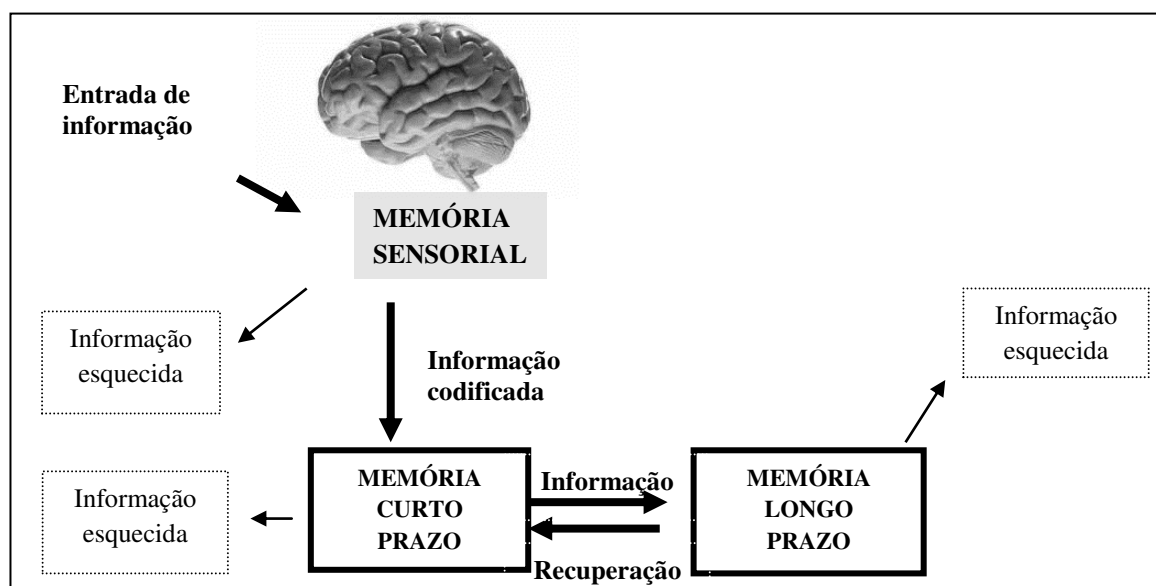 Entrada de
informação
MEMÓRIA
SENSORIAL
Informação
esquecida
Informação
codificada
Informação
esquecida
Informação
esquecida
MEMÓRIA
CURTO
PRAZO
Informação
Recuperação
MEMÓRIA
LONGO
PRAZO